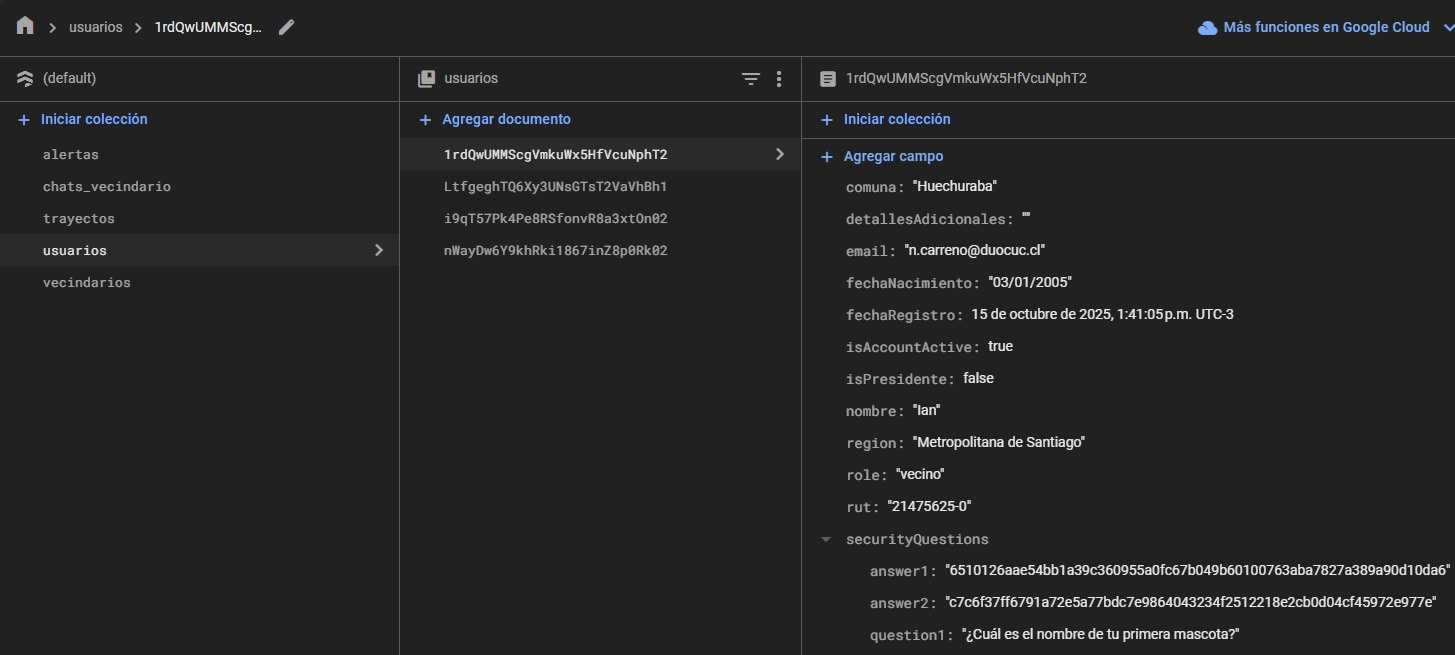 usuarios
1rdQwUMMScg...
Más funciones en Google Cloud
(default)
Iniciar colección
alertas
chats_vecindario
trayectos
usuarios
vecindarios
usuarios
Agregar documento
1rdQwUMMScgVmkuWx5HfVcuNphT2
LtfgeghTQ6Xy3UNsGTsT2VaVhBh1
i9qT57Pk4Pe8RSfonvR8a3xtOn02
nWayDw6Y9khRki1867inZ8p0Rk02
1rdQwUMMScgVmkuWx5HfVcuNphT2
Iniciar colección
Agregar campo
comuna: "Huechuraba"
detallesAdicionales: ""
email: "n.carreno@duocuc.cl"
fechaNacimiento: "03/01/2005"
fechaRegistro: 15 de octubre de 2025, 1:41:05 p.m. UTC-3
isAccountActive: true
isPresidente: false
nombre: "Ian"
region: "Metropolitana de Santiago"
role: "vecino"
rut: "21475625-0"
securityQuestions
answer1: "6510126aae54bb1a39c360955a0fc67b049b60100763aba7827a389a90d10da6"
answer2: "c7c6f37ff6791a72e5a77bdc7e9864043234f2512218e2cb0d04cf45972e977e"
question1: "¿Cuál es el nombre de tu primera mascota?"